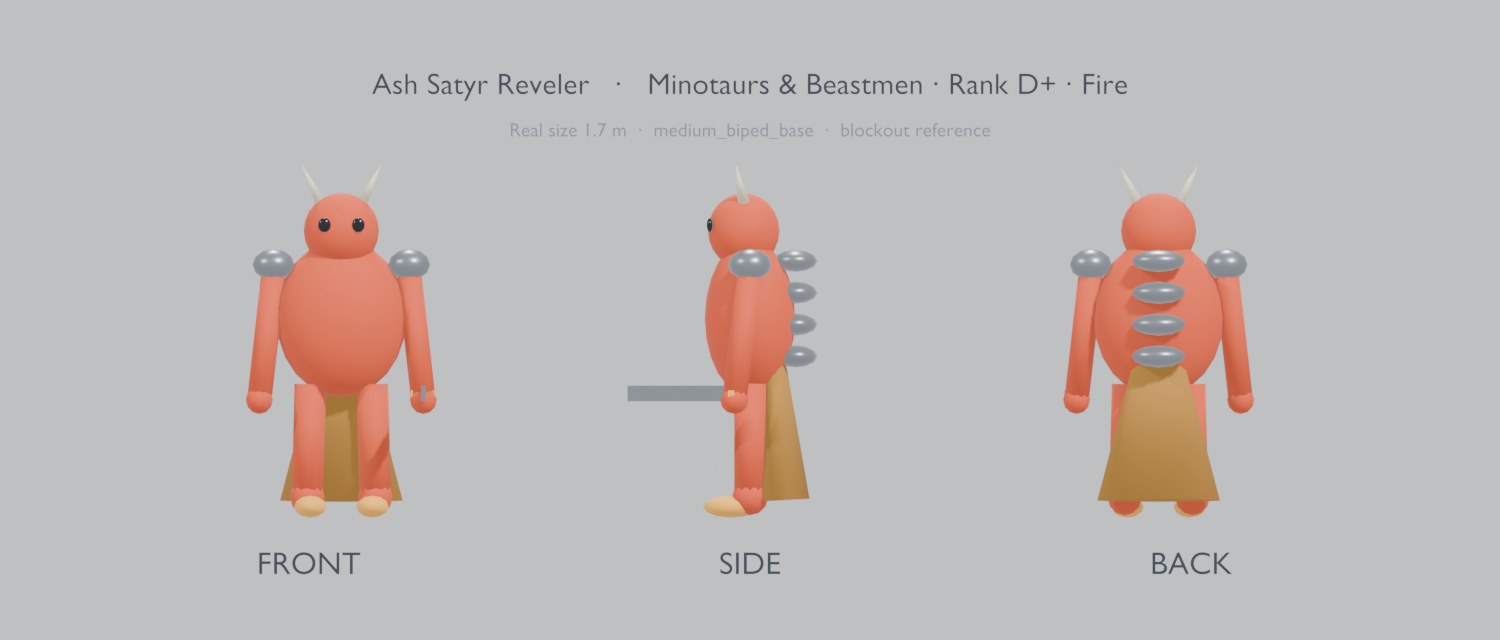 Ash Satyr Reveler · Minotaurs & Beastmen · Rank D+ · Fire
Real size 1.7 m · medium_biped_base · blockout reference
FRONT SIDE BACK